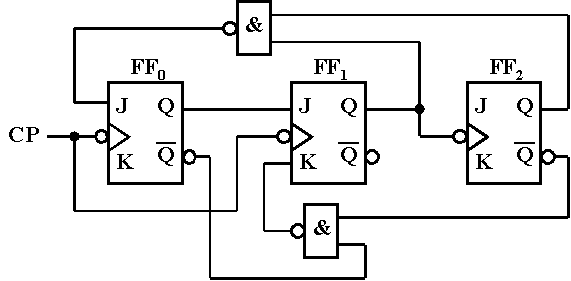 &
FF0 FF1 FF2
J Q J Q J Q
CP
K Q̅ K Q̅ K Q̅
&